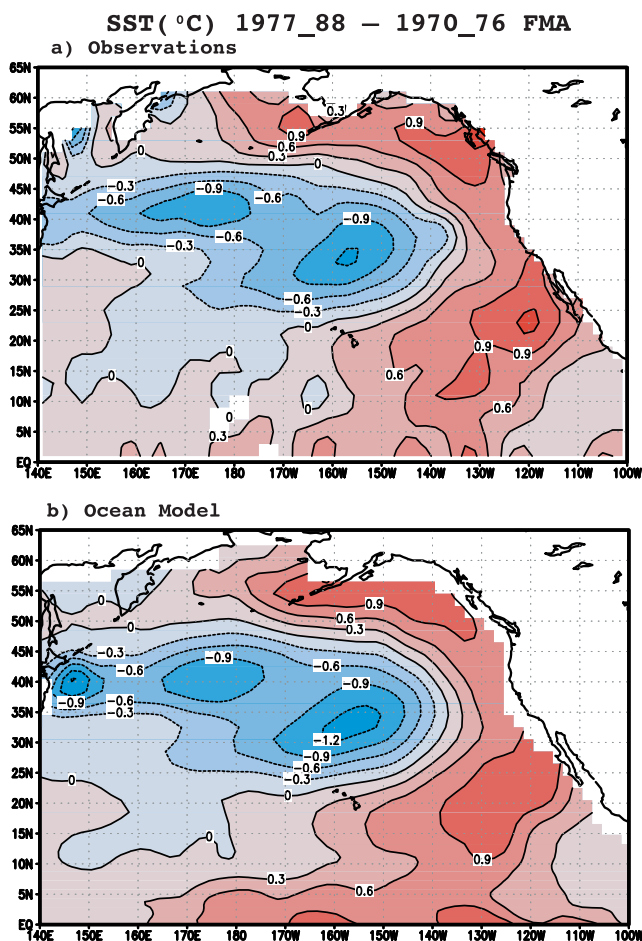 SST(°C) 1977_88 — 1970_76 FMA
a) Observations
65N
60N
0.3
55N
0.9
0.9
0.6
50N
0
0.3
0
45N
-0.3
-0.9
-0.6
40N
-0.6
-0.9
-0.6
35N
-0.3
0
30N
-0.6
25N
-0.3
0
20N
0.9
0
0.9
15N
0
0
0.6
10N
0
0.6
0
5N
0.3
EQ
140E 150E 160E 170E 180 170W 160W 150W 140W 130W 120W 110W 100W
b) Ocean Model
65N
60N
55N
0
0.9
50N
0.6
0
0.3
45N
-0.3
-0.6
-0.9
-0.6
40N
-0.9
-0.9
-0.6
35N
-0.3
30N
-1.2
-0.9
-0.6
25N
0
-0.3
20N
0
15N
0
10N
0.9
0.3
5N
0.6
EQ
140E 150E 160E 170E 180 170W 160W 150W 140W 130W 120W 110W 100W